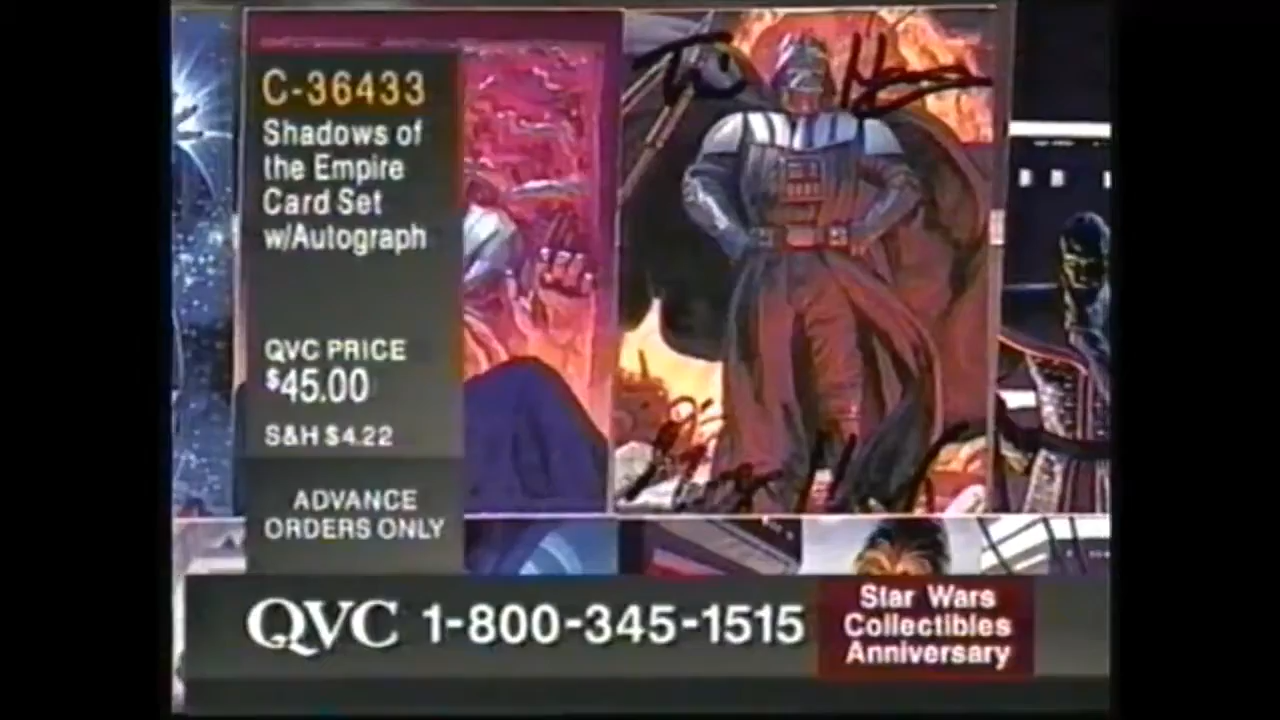 C-36433
Shadows of
the Empire
Card Set
w/Autograph
QVC PRICE
$45.00
S&H $4.22
ADVANCE
ORDERS ONLY
QVC 1-800-345-1515
Star Wars
Collectibles
Anniversary
To